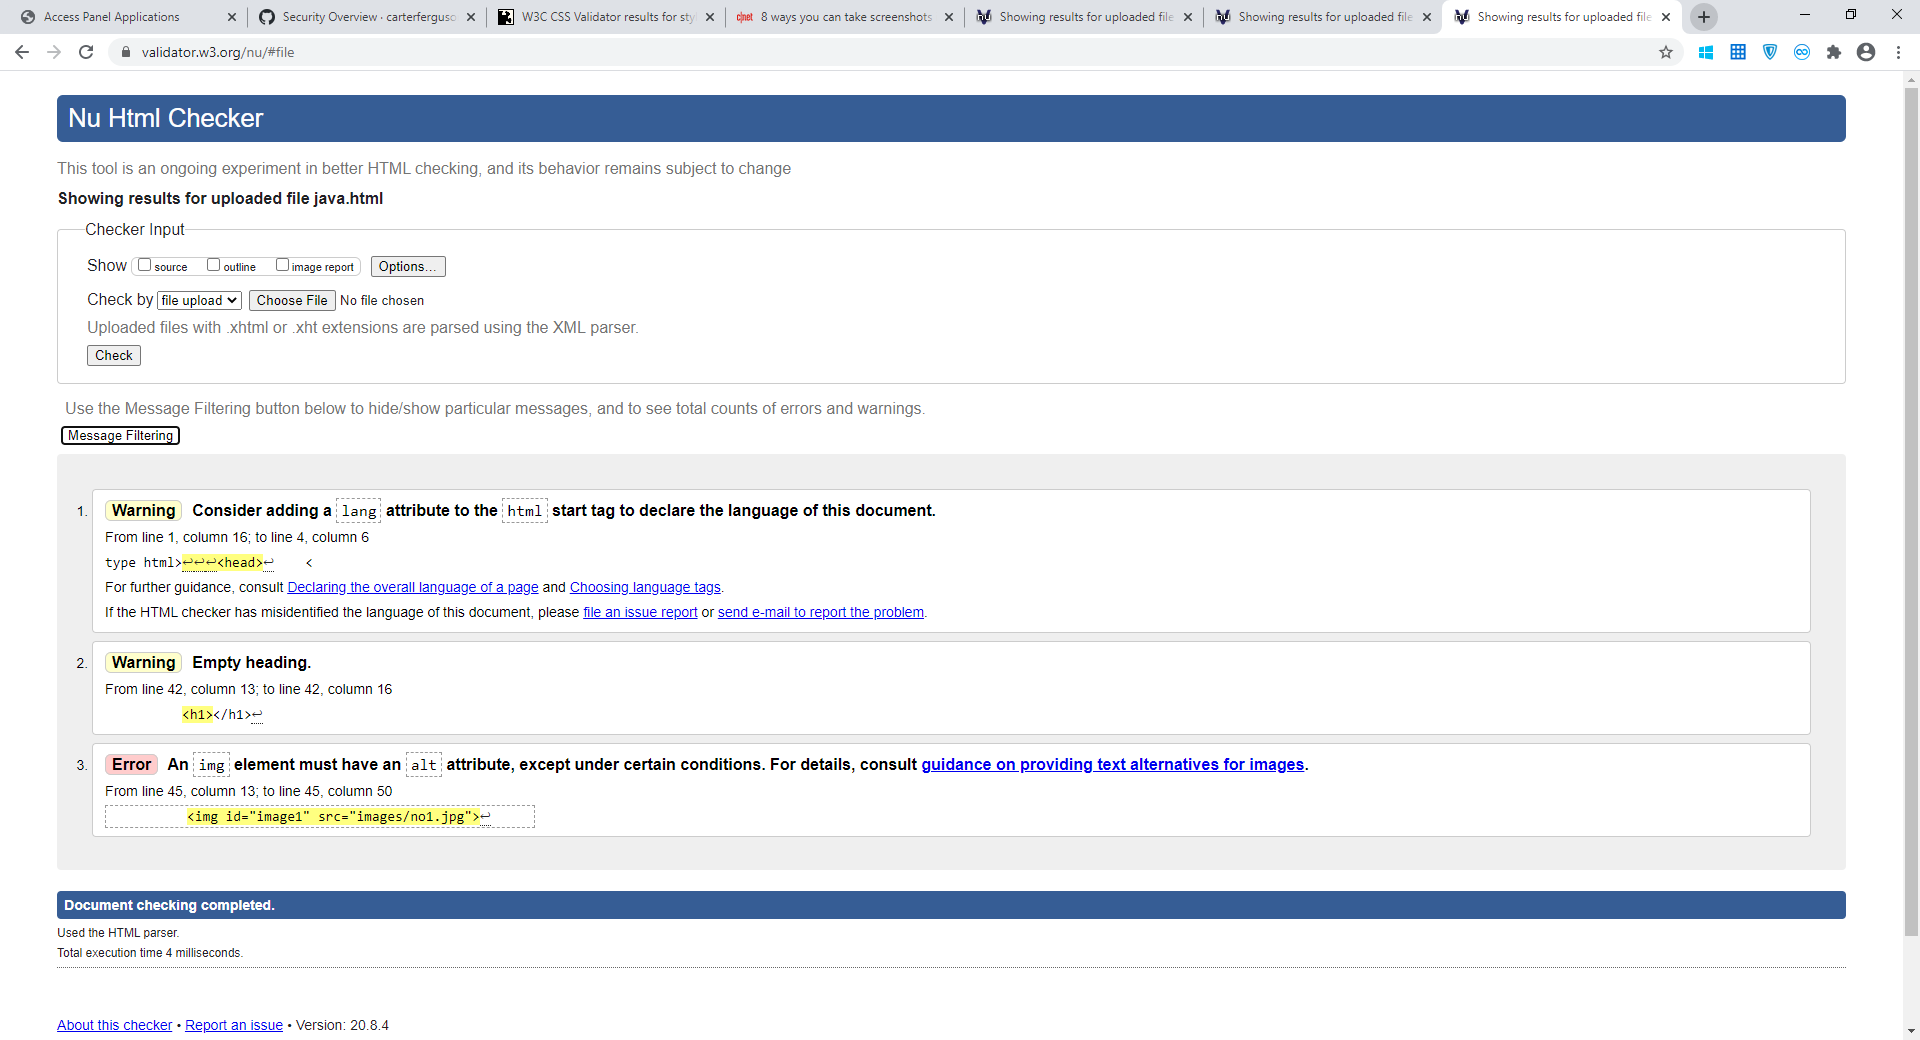 Access Panel Applications
Security Overview · carterferguso
W3C CSS Validator results for sty
c|net 8 ways you can take screenshots
Showing results for uploaded file
Showing results for uploaded file
Showing results for uploaded file
validator.w3.org/nu/#file
Nu Html Checker
This tool is an ongoing experiment in better HTML checking, and its behavior remains subject to change
Showing results for uploaded file java.html
Checker Input
Show source outline image report Options...
Check by file upload Choose File No file chosen
Uploaded files with .xhtml or .xht extensions are parsed using the XML parser.
Check
Use the Message Filtering button below to hide/show particular messages, and to see total counts of errors and warnings.
Message Filtering
1. Warning Consider adding a lang attribute to the html start tag to declare the language of this document.
From line 1, column 16; to line 4, column 6
type html>↩↩↩<head>↩ <
For further guidance, consult Declaring the overall language of a page and Choosing language tags.
If the HTML checker has misidentified the language of this document, please file an issue report or send e-mail to report the problem.
2. Warning Empty heading.
From line 42, column 13; to line 42, column 16
<h1></h1>↩
3. Error An img element must have an alt attribute, except under certain conditions. For details, consult guidance on providing text alternatives for images.
From line 45, column 13; to line 45, column 50
<img id="image1" src="images/no1.jpg">↩
Document checking completed.
Used the HTML parser.
Total execution time 4 milliseconds.
About this checker • Report an issue • Version: 20.8.4